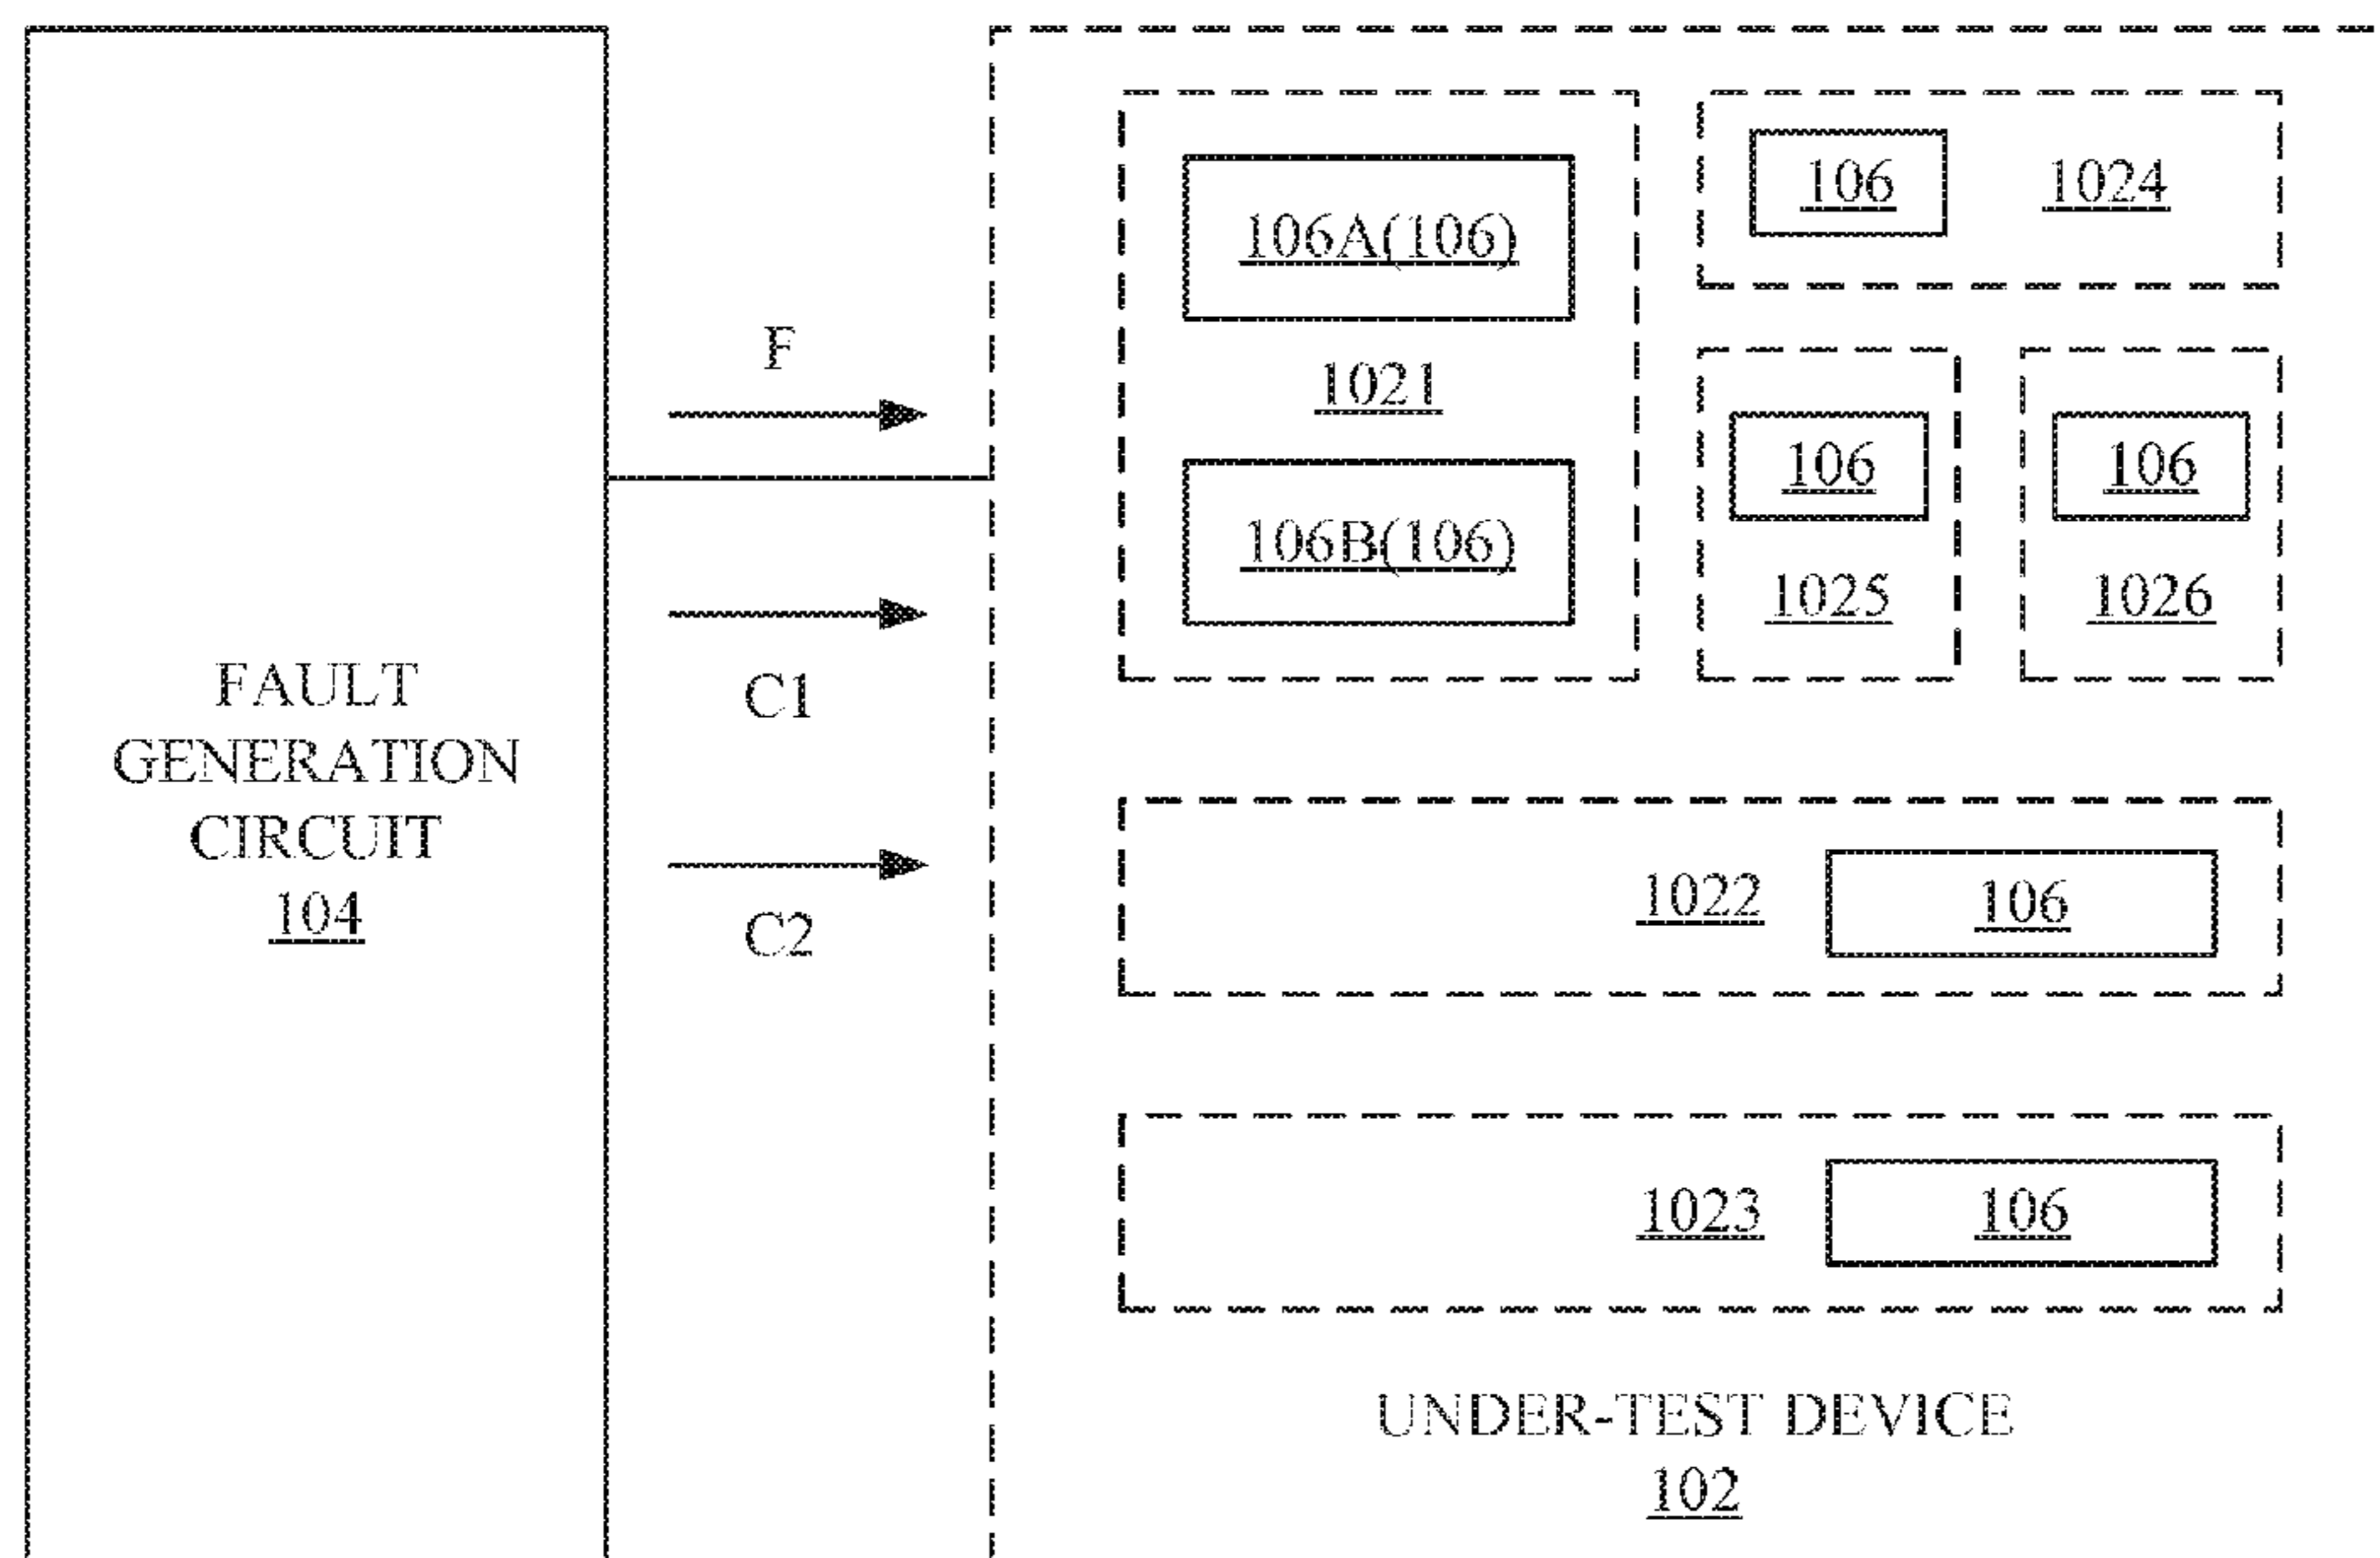 FAULT
GENERATION
CIRCUIT
104
F
C1
C2
106A(106)
1021
106B(106)
106 1024
106
1025
106
1026
1022 106
1023 106
UNDER-TEST DEVICE
102